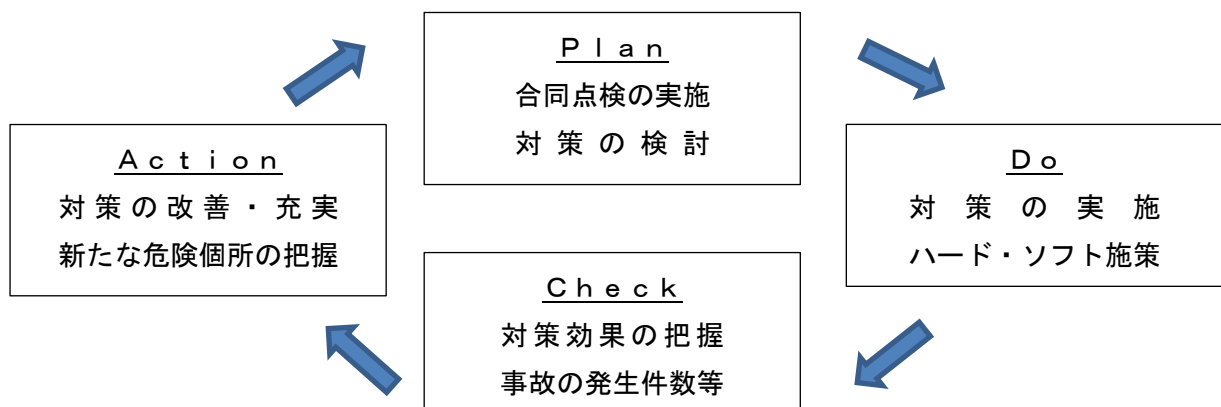 Ｐｌａｎ
合同点検の実施
対策の検討
Ｄｏ
対策の実施
ハード・ソフト施策
Ｃｈｅｃｋ
対策効果の把握
事故の発生件数等
Ａｃｔｉｏｎ
対策の改善・充実
新たな危険個所の把握